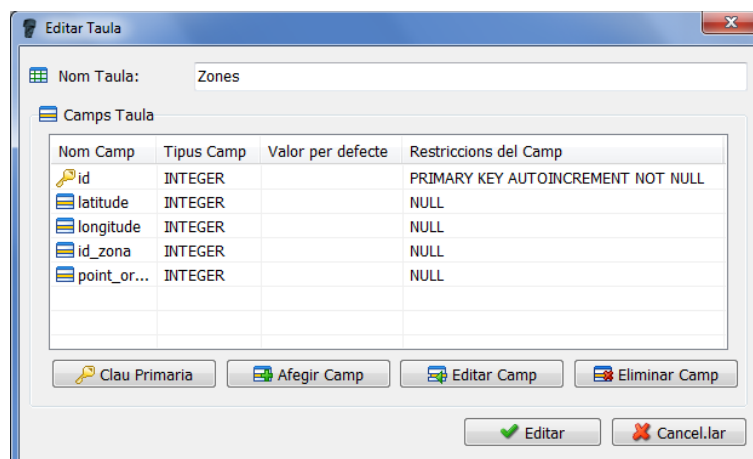 Editar Taula
Nom Taula: Zones
Camps Taula
Nom Camp Tipus Camp Valor per defecte Restriccions del Camp
id INTEGER PRIMARY KEY AUTOINCREMENT NOT NULL
latitude INTEGER NULL
longitude INTEGER NULL
id_zona INTEGER NULL
point_or... INTEGER NULL
Clau Primaria Afegir Camp Editar Camp Eliminar Camp
Editar Cancel.lar